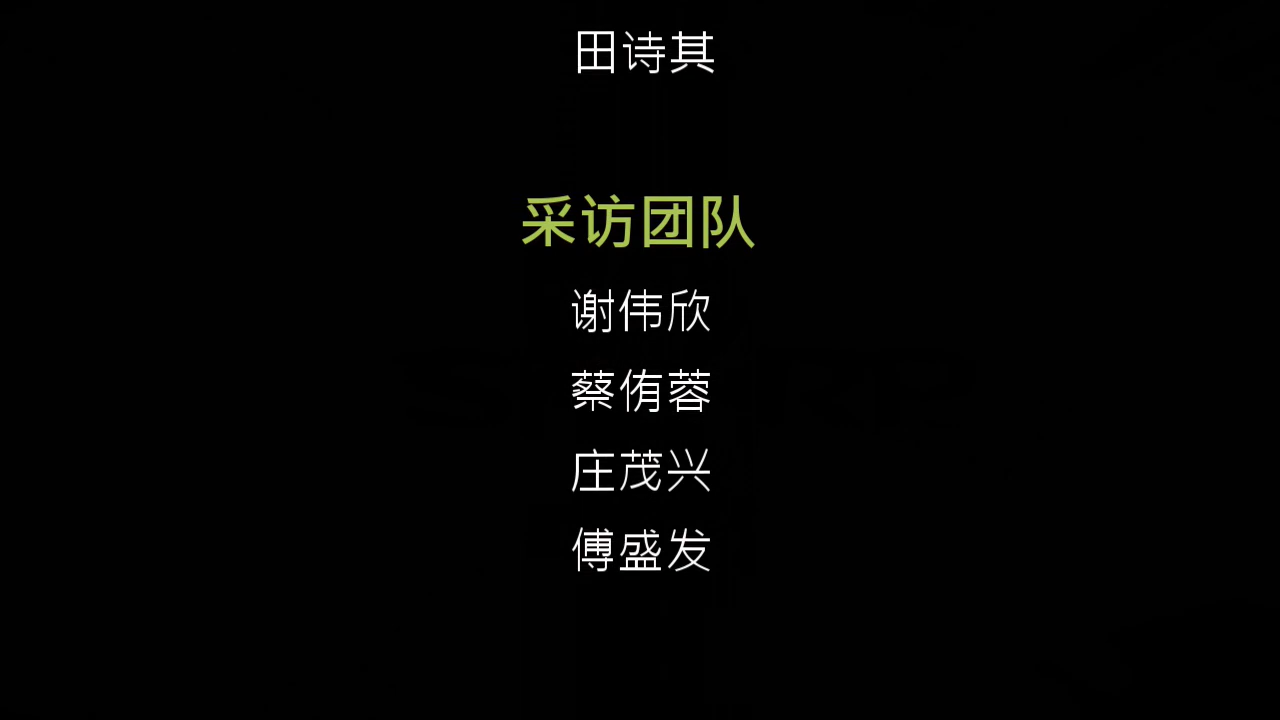 田诗其
采访团队
谢伟欣
蔡侑蓉
庄茂兴
傅盛发